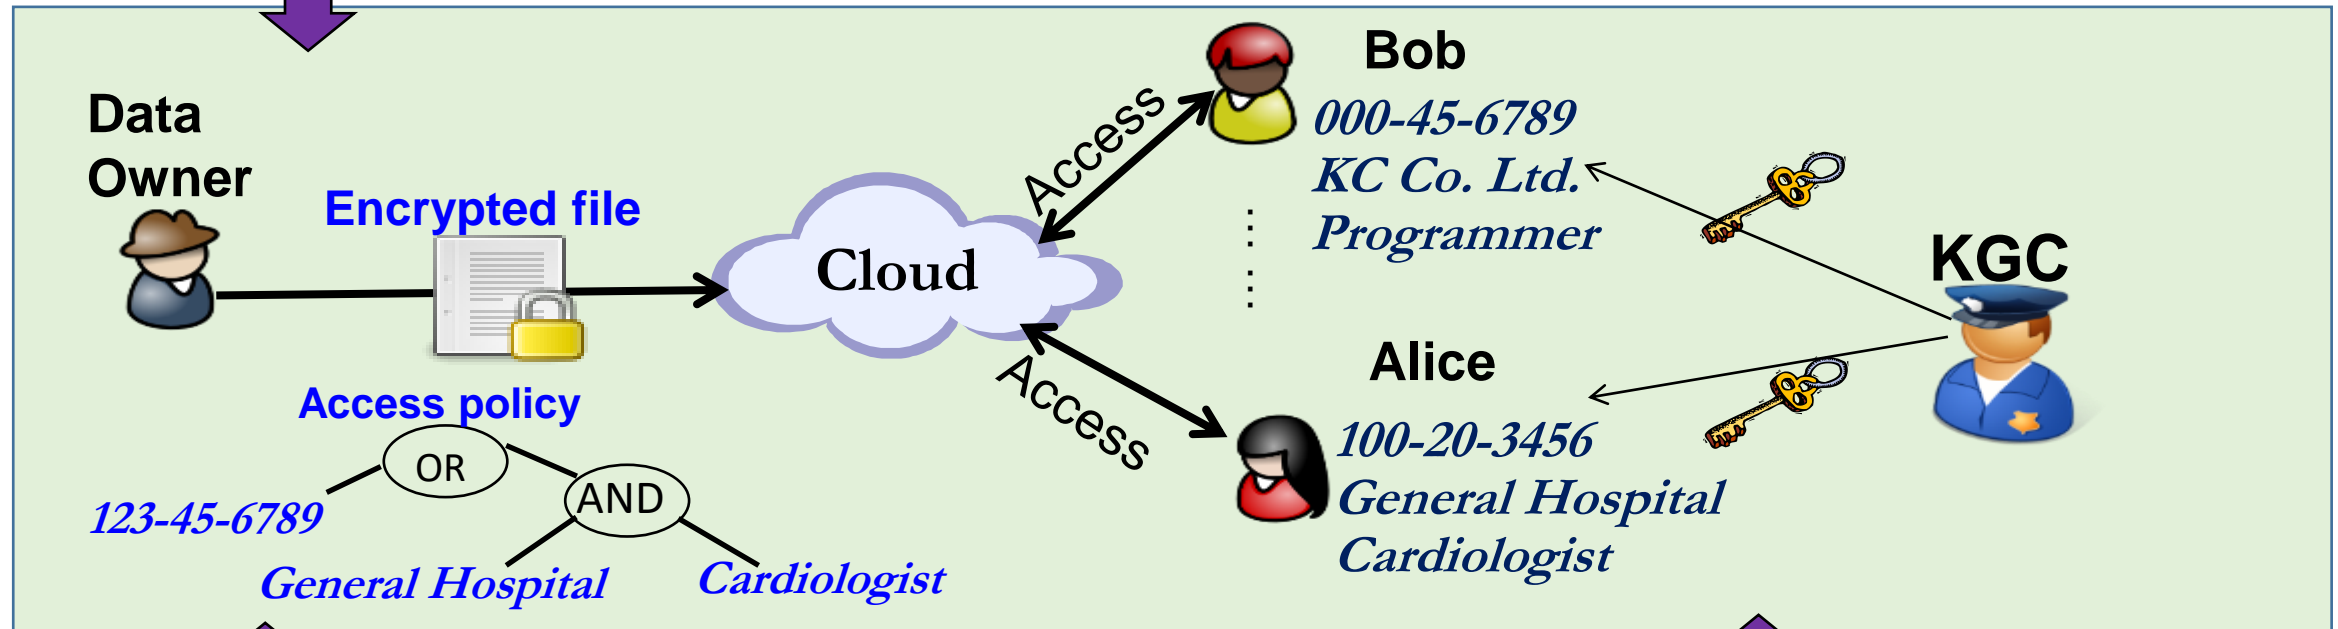 Data
Owner
Encrypted file
Access policy
OR
AND
123-45-6789
General Hospital
Cardiologist
Cloud
Access
Access
Bob
000-45-6789
KC Co. Ltd.
Programmer
Alice
100-20-3456
General Hospital
Cardiologist
KGC